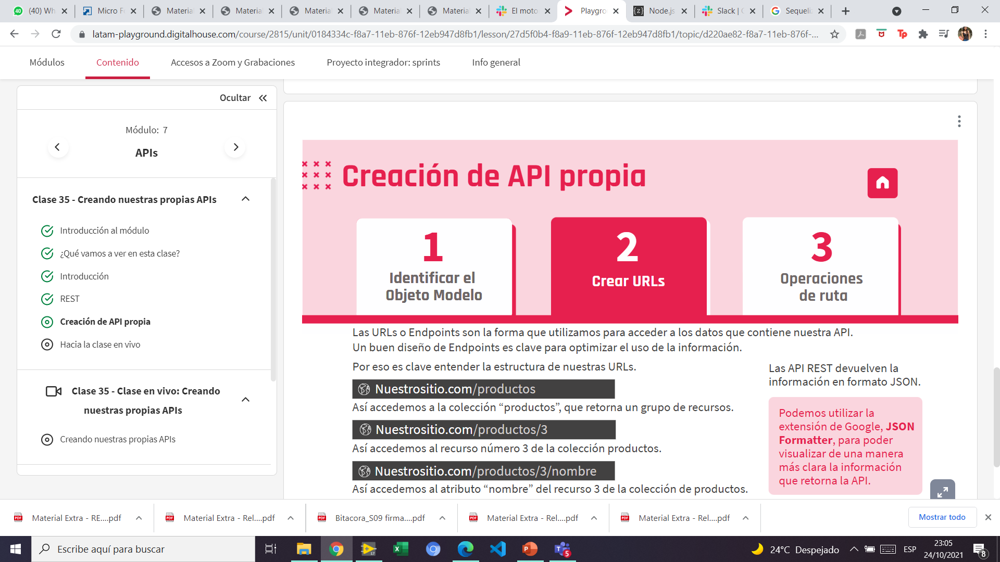 (40) Wh
Micro F
Material
Material
Material
Material
Material
El moto
Playgro
Node.js
Slack | G
Sequeli
latam-playground.digitalhouse.com/course/2815/unit/0184334c-f8a7-11eb-876f-12eb947d8fb1/lesson/27d5f0b4-f8a9-11eb-876f-12eb947d8fb1/topic/d220ae82-f8a7-11eb-876f-...
Módulos
Contenido
Accesos a Zoom y Grabaciones
Proyecto integrador: sprints
Info general
Ocultar
Módulo: 7
APIs
Clase 35 - Creando nuestras propias APIs
Introducción al módulo
¿Qué vamos a ver en esta clase?
Introducción
REST
Creación de API propia
Hacia la clase en vivo
Clase 35 - Clase en vivo: Creando
nuestras propias APIs
Creando nuestras propias APIs
Creación de API propia
1
Identificar el
Objeto Modelo
2
Crear URLs
3
Operaciones
de ruta
Las URLs o Endpoints son la forma que utilizamos para acceder a los datos que contiene nuestra API.
Un buen diseño de Endpoints es clave para optimizar el uso de la información.
Por eso es clave entender la estructura de nuestras URLs.
Nuestrositio.com/productos
Así accedemos a la colección “productos”, que retorna un grupo de recursos.
Nuestrositio.com/productos/3
Así accedemos al recurso número 3 de la colección productos.
Nuestrositio.com/productos/3/nombre
Así accedemos al atributo “nombre” del recurso 3 de la colección de productos.
Las API REST devuelven la
información en formato JSON.
Podemos utilizar la
extensión de Google, JSON
Formatter, para poder
visualizar de una manera
más clara la información
que retorna la API.
Material Extra - RE....pdf
Material Extra - Rel....pdf
Bitacora_S09 firma....pdf
Material Extra - Rel....pdf
Material Extra - Rel....pdf
Mostrar todo
Escribe aquí para buscar
24°C Despejado
ESP
23:05
24/10/2021
8